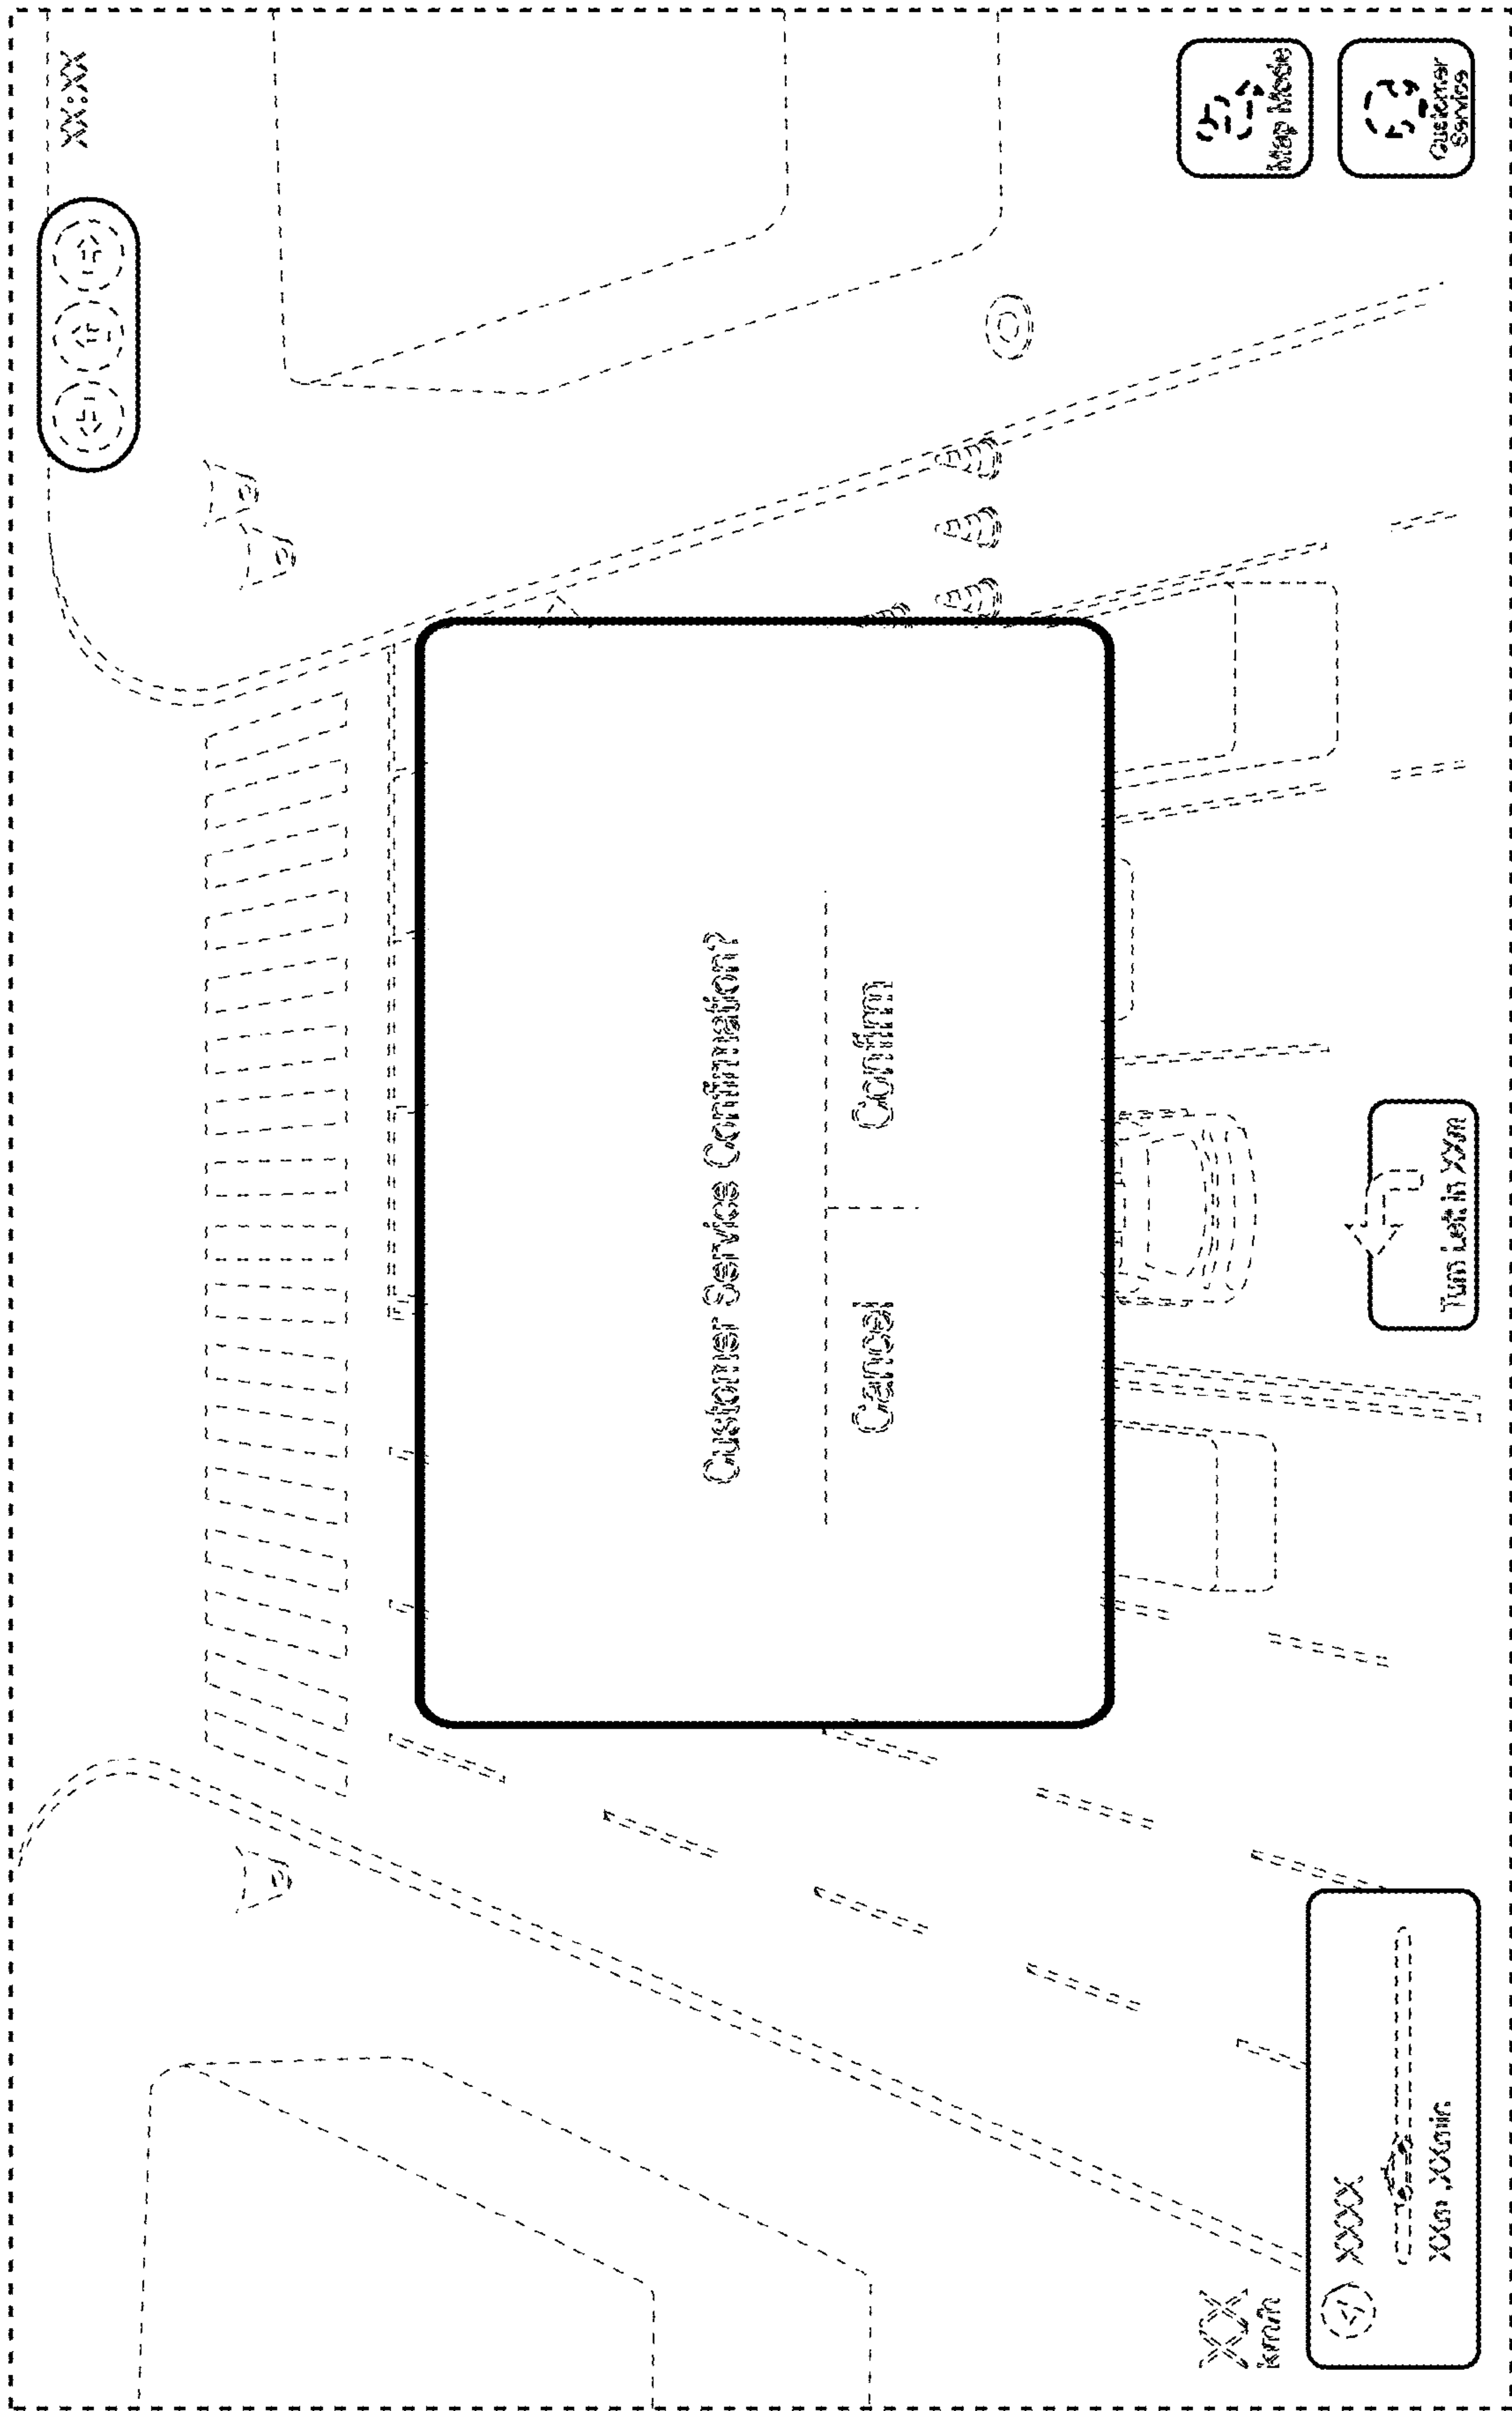 XX:XX
Customer Service Confirmation?
Cancel
Confirm
XX
km/h
XXXX
XXm ,XXmin
Turn Left in XXm
Map Mode
Customer
Service